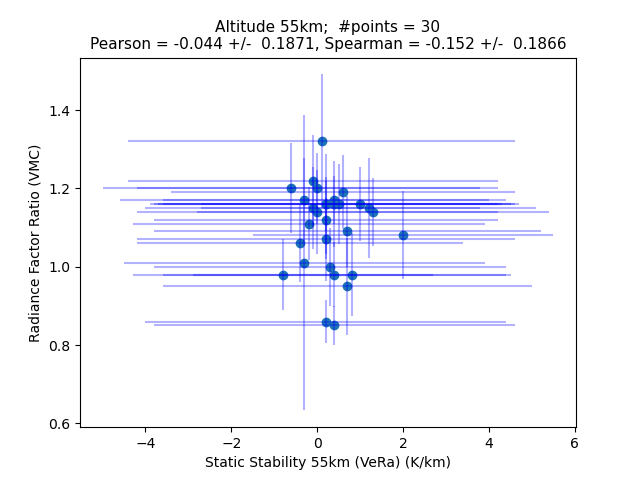 Altitude 55km;  #points = 30
Pearson = -0.044 +/-  0.1871, Spearman = -0.152 +/-  0.1866
Radiance Factor Ratio (VMC)
1.4
1.2
1.0
0.8
0.6
−4
−2
0
2
4
6
Static Stability 55km (VeRa) (K/km)